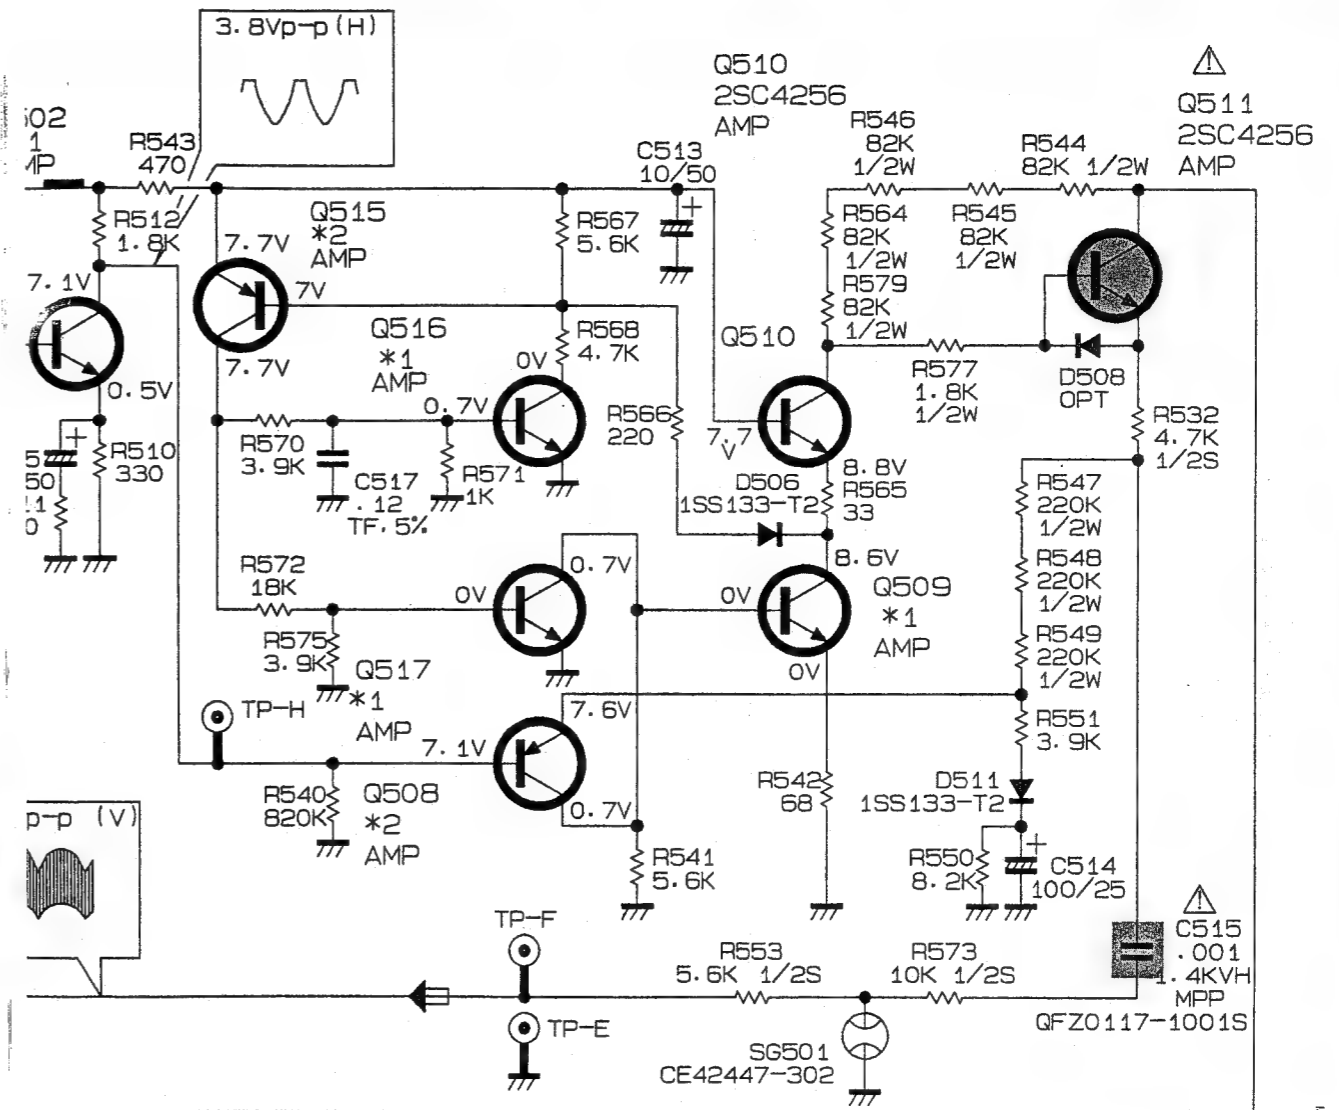 3.8Vp-p(H)
Q510
2SC4256
AMP
Q511
2SC4256
AMP
02
1
R543
470
C513
10/50
+
R546
82K
1/2W
R544
82K 1/2W
R512
1.8K
Q515
*2
AMP
7.7V
R567
5.6K
R564
82K
1/2W
R545
82K
1/2W
7.1V
7V
R579
82K
1/2W
Q516
*1
AMP
7.7V
R568
4.7K
0V
Q510
R577
1.8K
1/2W
D508
OPT
0.5V
0.7V
R566
220
7.7
V
R532
4.7K
1/2S
+
R510
330
5
50
1
0
R570
3.9K
C517
.12
TF.5%
R571
1K
8.8V
R565
33
D506
1SS133-T2
R547
220K
1/2W
R572
18K
0.7V
8.6V
0V
0V
Q509
*1
AMP
R548
220K
1/2W
R575
3.9K
Q517
*1
AMP
0V
R549
220K
1/2W
TP-H
7.6V
7.1V
R551
3.9K
R540
820K
Q508
*2
AMP
0.7V
R542
68
D511
1SS133-T2
p-p (V)
R541
5.6K
R550
8.2K
+
C514
100/25
TP-F
R553
5.6K 1/2S
R573
10K 1/2S
C515
.001
1.4KVH
MPP
QFZ0117-1001S
TP-E
SG501
CE42447-302